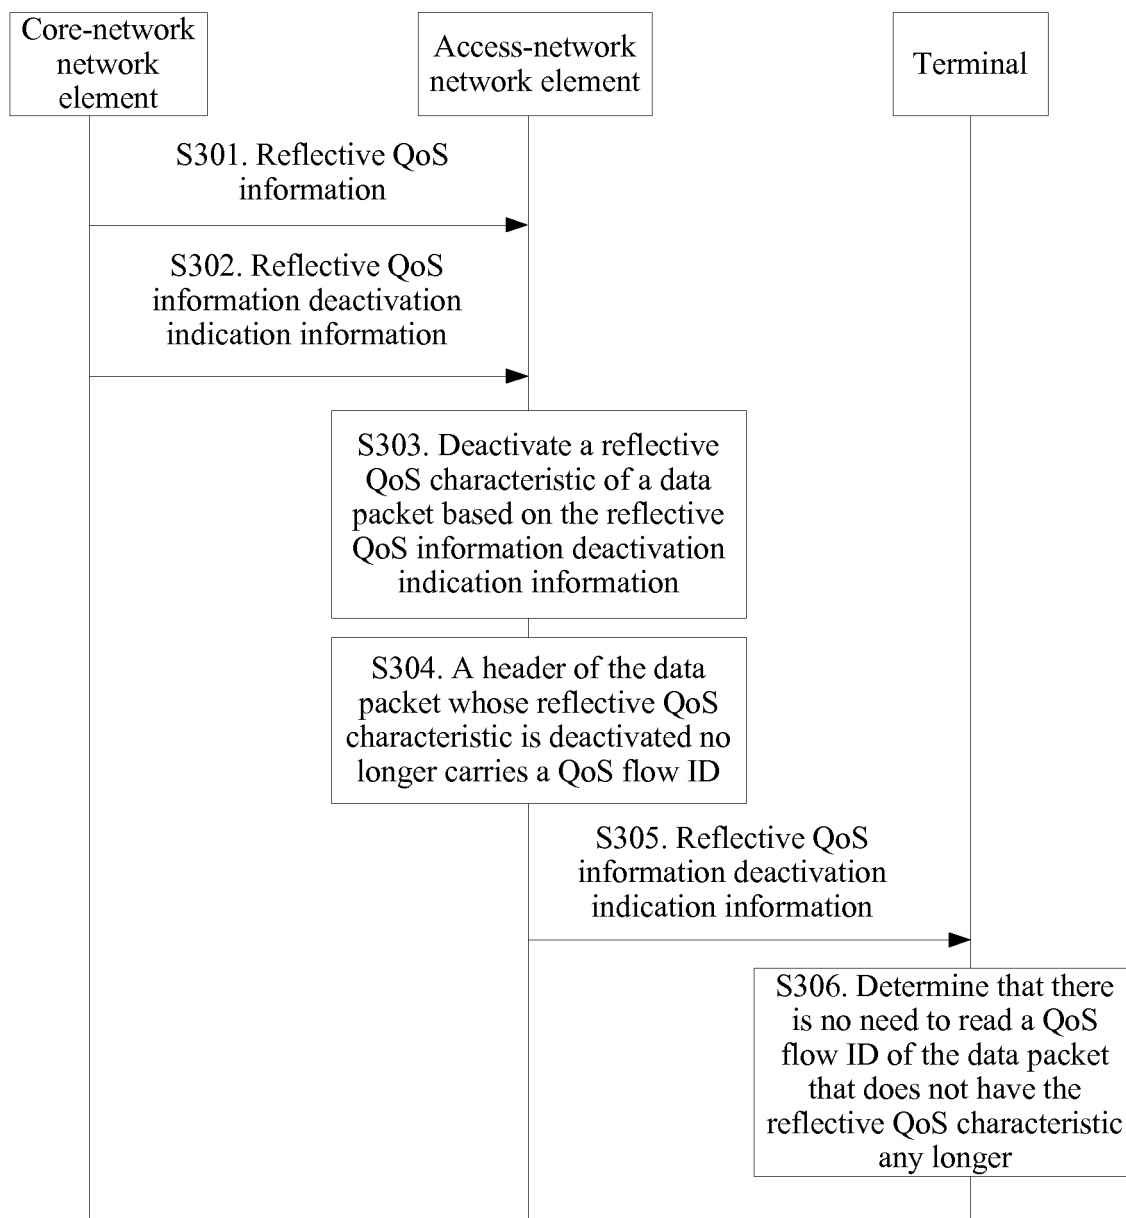 Core-network
network
element
Access-network
network element
Terminal
S301. Reflective QoS
information
S302. Reflective QoS
information deactivation
indication information
S303. Deactivate a reflective
QoS characteristic of a data
packet based on the reflective
QoS information deactivation
indication information
S304. A header of the data
packet whose reflective QoS
characteristic is deactivated no
longer carries a QoS flow ID
S305. Reflective QoS
information deactivation
indication information
S306. Determine that there
is no need to read a QoS
flow ID of the data packet
that does not have the
reflective QoS characteristic
any longer